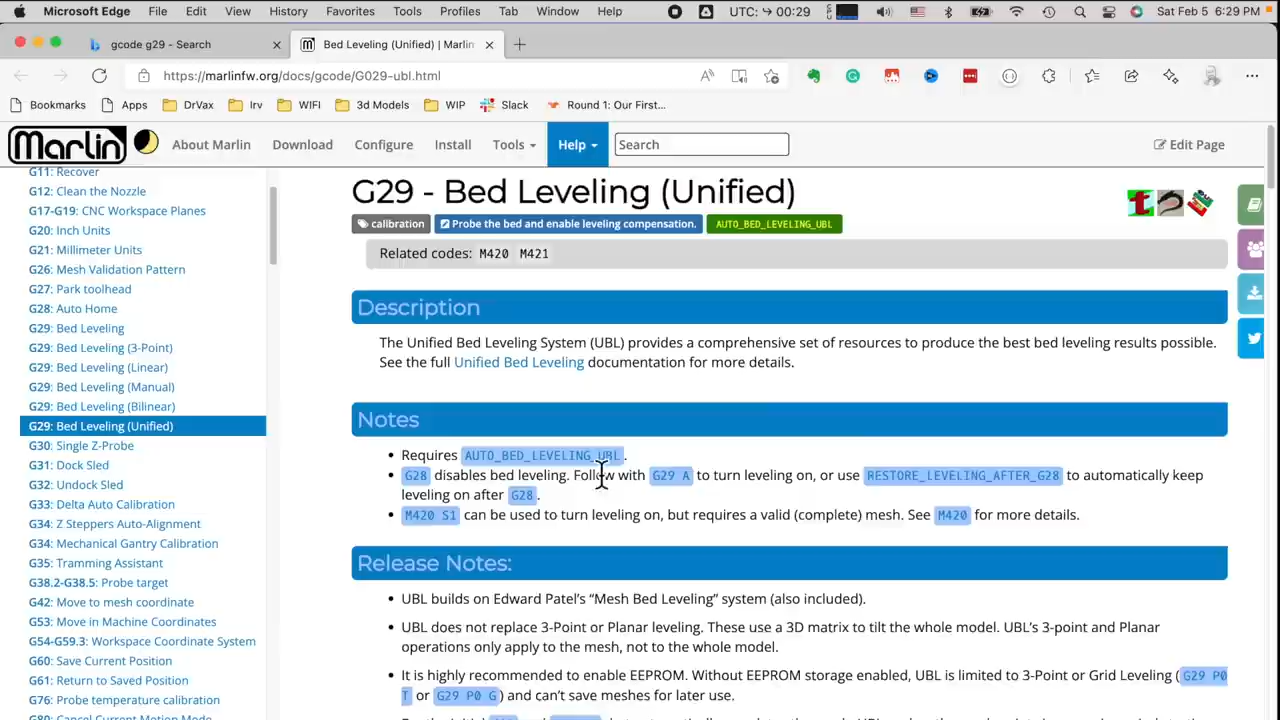 Microsoft Edge File Edit View History Favorites Tools Profiles Tab Window Help UTC: 00:29 Sat Feb 5 6:29 PM
gcode g29 - Search Bed Leveling (Unified) | Marlin
https://marlinfw.org/docs/gcode/G029-ubl.html
Bookmarks Apps DrVax Irv WIFI 3d Models WIP Slack Round 1: Our First...
Marlin About Marlin Download Configure Install Tools Help Search Edit Page
G11: Recover
G12: Clean the Nozzle
G17-G19: CNC Workspace Planes
G20: Inch Units
G21: Millimeter Units
G26: Mesh Validation Pattern
G27: Park toolhead
G28: Auto Home
G29: Bed Leveling
G29: Bed Leveling (3-Point)
G29: Bed Leveling (Linear)
G29: Bed Leveling (Manual)
G29: Bed Leveling (Bilinear)
G29: Bed Leveling (Unified)
G30: Single Z-Probe
G31: Dock Sled
G32: Undock Sled
G33: Delta Auto Calibration
G34: Z Steppers Auto-Alignment
G34: Mechanical Gantry Calibration
G35: Tramming Assistant
G38.2-G38.5: Probe target
G42: Move to mesh coordinate
G53: Move in Machine Coordinates
G54-G59.3: Workspace Coordinate System
G60: Save Current Position
G61: Return to Saved Position
G76: Probe temperature calibration
G80: Cancel Current Motion Mode
G29 - Bed Leveling (Unified)
calibration Probe the bed and enable leveling compensation. AUTO_BED_LEVELING_UBL
Related codes: M420 M421
Description
The Unified Bed Leveling System (UBL) provides a comprehensive set of resources to produce the best bed leveling results possible.
See the full Unified Bed Leveling documentation for more details.
Notes
Requires AUTO_BED_LEVELING_UBL.
G28 disables bed leveling. Follow with G29 A to turn leveling on, or use RESTORE_LEVELING_AFTER_G28 to automatically keep
leveling on after G28.
M420 S1 can be used to turn leveling on, but requires a valid (complete) mesh. See M420 for more details.
Release Notes:
UBL builds on Edward Patel’s “Mesh Bed Leveling” system (also included).
UBL does not replace 3-Point or Planar leveling. These use a 3D matrix to tilt the whole model. UBL’s 3-point and Planar
operations only apply to the mesh, not to the whole model.
It is highly recommended to enable EEPROM. Without EEPROM storage enabled, UBL is limited to 3-Point or Grid Leveling (G29 P0
T or G29 P0 G) and can’t save meshes for later use.